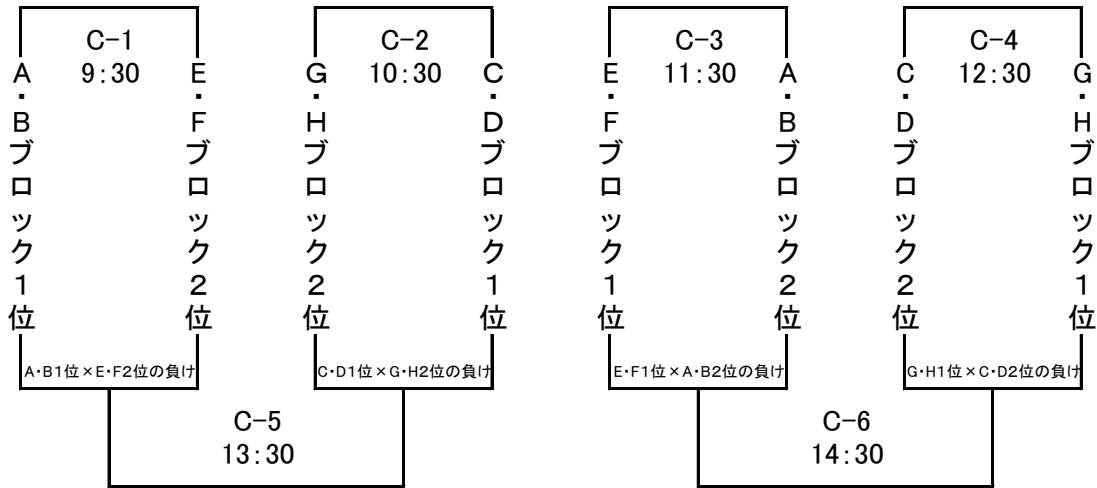 C-1
9:30
A・Bブロック1位
E・Fブロック2位
C-2
10:30
G・Hブロック2位
C・Dブロック1位
C-3
11:30
E・Fブロック1位
A・Bブロック2位
C-4
12:30
C・Dブロック2位
G・Hブロック1位
A・B1位×E・F2位の負け
C・D1位×G・H2位の負け
E・F1位×A・B2位の負け
G・H1位×C・D2位の負け
C-5
13:30
C-6
14:30